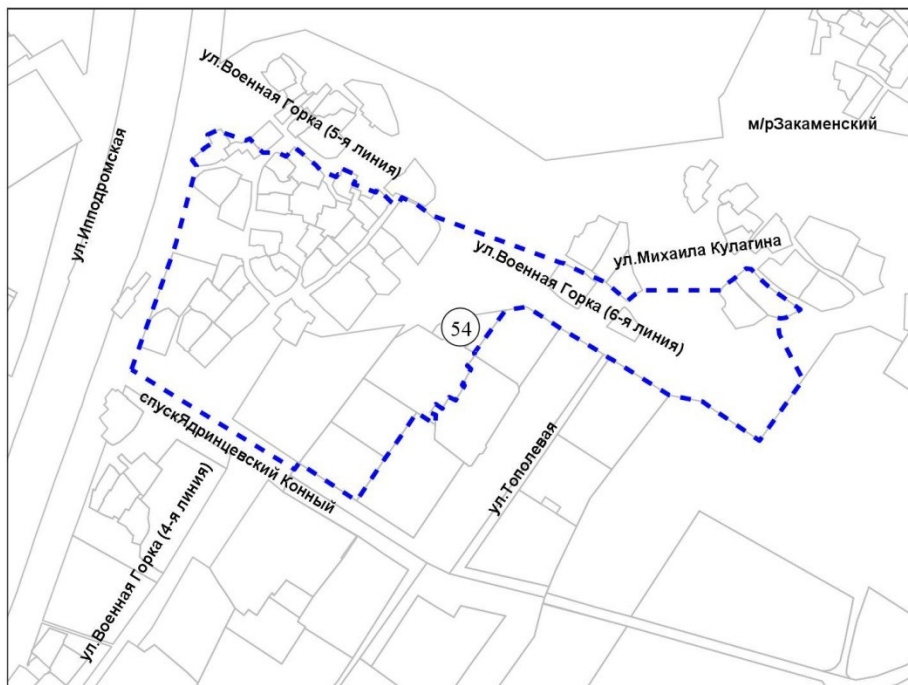 ул.Военная Горка (5-я линия)
м/рЗакаменский
ул.Ипподромская
ул.Михаила Кулагина
ул.Военная Горка (6-я линия)
54
спускЯдринцевский Конный
ул.Тополевая
ул.Военная Горка (4-я линия)